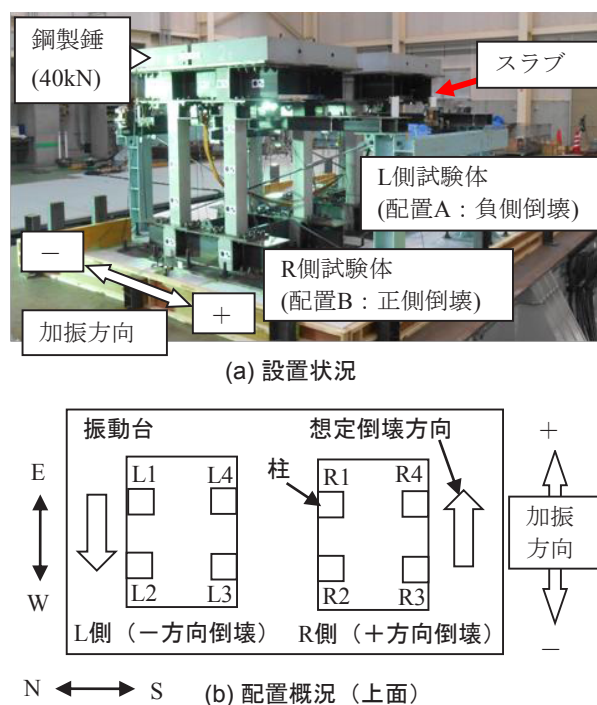 鋼製錘
(40kN)
スラブ
L側試験体
(配置A：負側倒壊)
R側試験体
(配置B：正側倒壊)
－
＋
加振方向
(a) 設置状況
振動台
想定倒壊方向
＋
E
L1
L4
柱
R1
R4
加振
方向
W
L2
L3
R2
R3
L側（－方向倒壊）
R側（＋方向倒壊）
－
N
S
(b) 配置概況（上面）